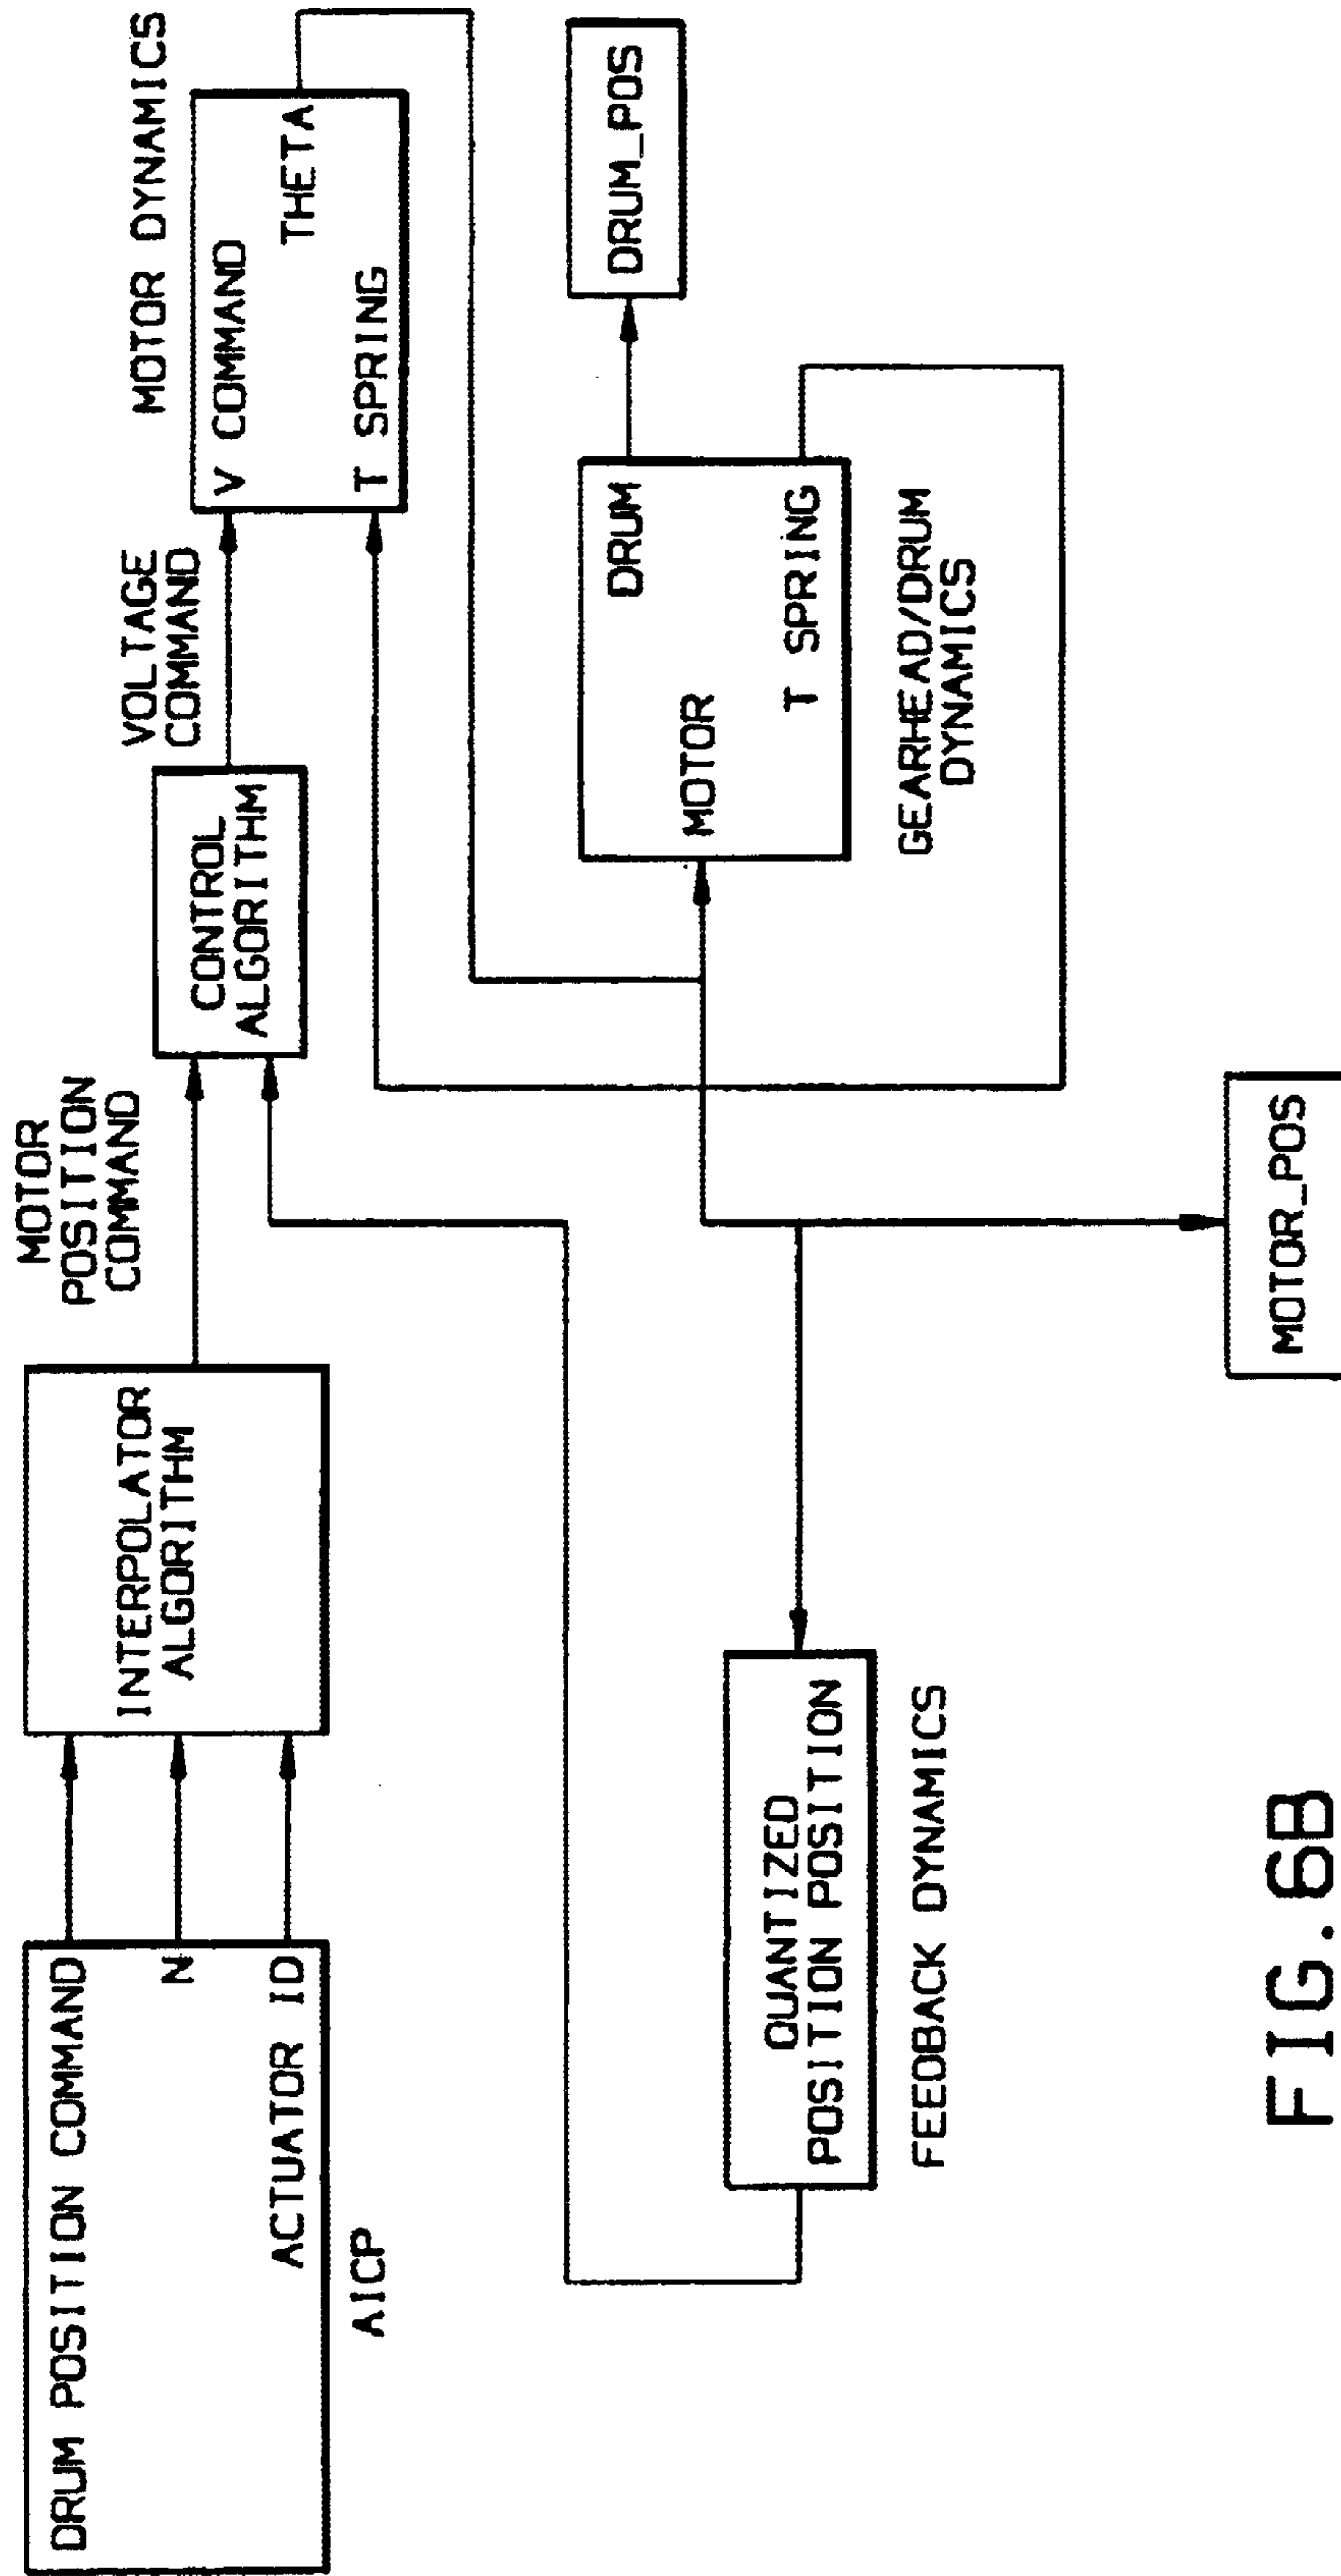 DRUM POSITION COMMAND
N
ACTUATOR ID
AICP
INTERPOLATOR
ALGORITHM
MOTOR
POSITION
COMMAND
CONTROL
ALGORITHM
VOLTAGE
COMMAND
MOTOR DYNAMICS
V COMMAND
THETA
T SPRING
DRUM_POS
MOTOR
DRUM
T SPRING
GEARHEAD/DRUM
DYNAMICS
QUANTIZED
POSITION POSITION
FEEDBACK DYNAMICS
MOTOR_POS
FIG. 6B